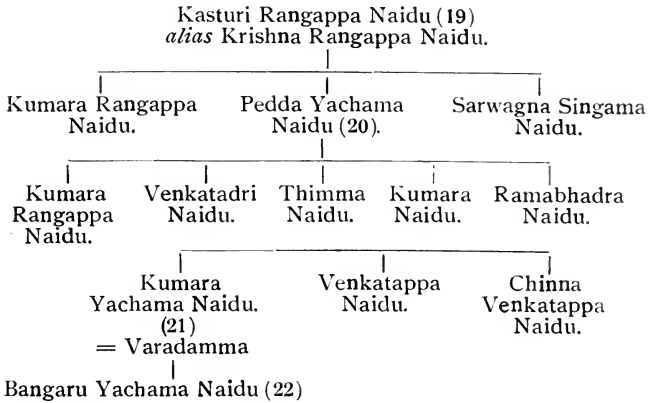 Kasturi Rangappa Naidu (19)
alias Krishna Rangappa Naidu.
Kumara Rangappa Naidu.
Pedda Yachama Naidu (20).
Sarwagna Singama Naidu.
Kumara Rangappa Naidu.
Venkatadri Naidu.
Thimma Naidu.
Kumara Naidu.
Ramabhadra Naidu.
Kumara Yachama Naidu. (21) = Varadamma
Venkatappa Naidu.
Chinna Venkatappa Naidu.
Bangaru Yachama Naidu (22)